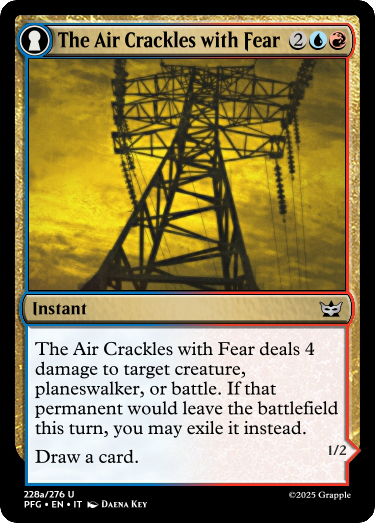 The Air Crackles with Fear 2
Instant
The Air Crackles with Fear deals 4
damage to target creature,
planeswalker, or battle. If that
permanent would leave the battlefield
this turn, you may exile it instead.
Draw a card.
1/2
228a/276 U
PFG • EN • IT Daena Key
©2025 Grapple